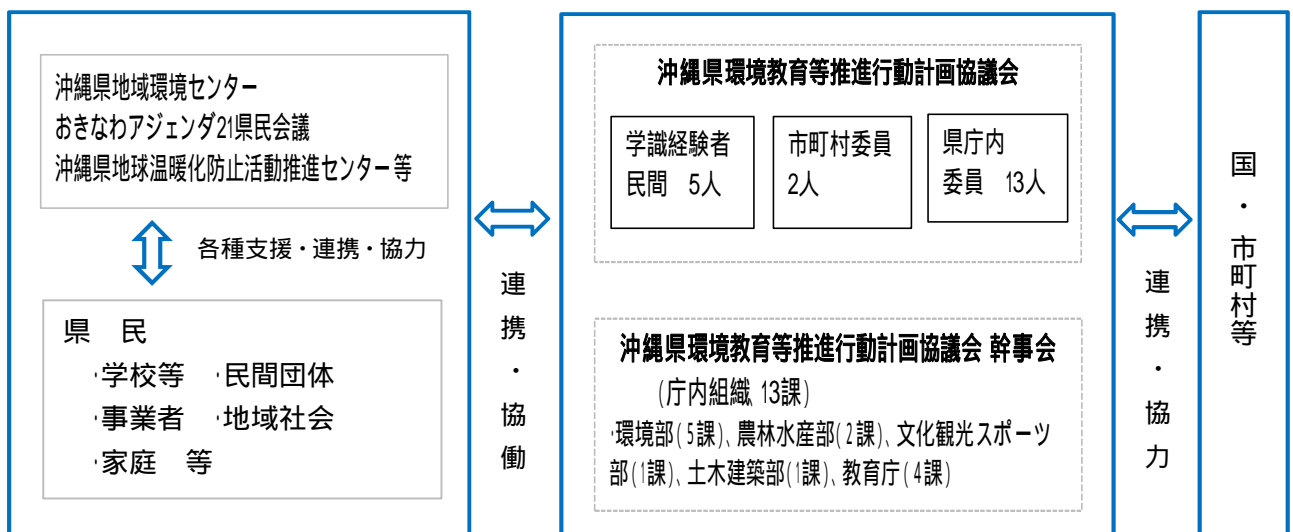 沖縄県地域環境センター
おきなわアジェンダ21県民会議
沖縄県地球温暖化防止活動推進センター等
各種支援・連携・協力
県　民
・学校等　・民間団体
・事業者　・地域社会
・家庭　等
連携・協働
沖縄県環境教育等推進行動計画協議会
学識経験者
民間　5人
市町村委員
2人
県庁内
委員　13人
沖縄県環境教育等推進行動計画協議会 幹事会
(庁内組織 13課)
・環境部(5課)、農林水産部(2課)、文化観光スポーツ
部(1課)、土木建築部(1課)、教育庁(4課)
連携・協力
国・市町村等